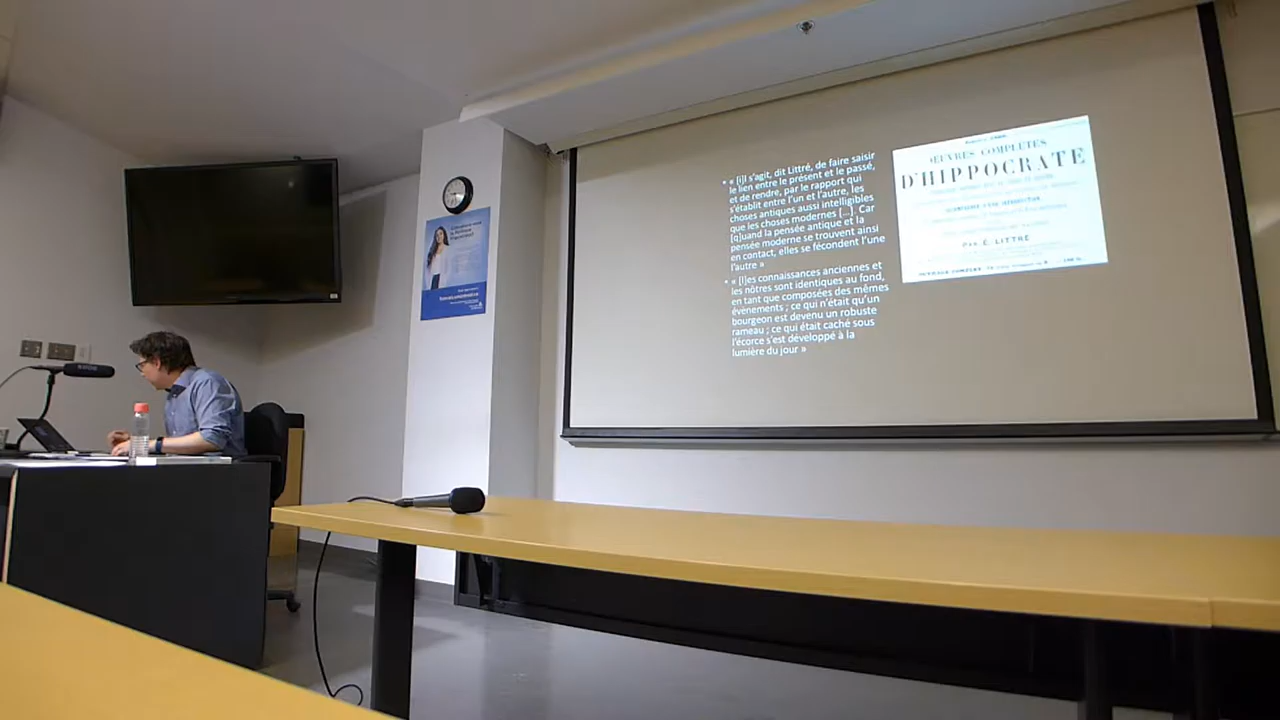 • « [i]l s'agit, dit Littré, de faire saisir
le lien entre le présent et le passé,
et de rendre, par le rapport qui
s'établit entre l'un et l'autre, les
choses antiques aussi intelligibles
que les choses modernes [...]. Car
[q]uand la pensée antique et la
pensée moderne se trouvent ainsi
en contact, elles se fécondent l'une
l'autre »
• « [l]es connaissances anciennes et
les nôtres sont identiques au fond,
en tant que composées des mêmes
évènements ; ce qui n'était qu'un
bourgeon est devenu un robuste
rameau ; ce qui était caché sous
l'écorce s'est développé à la
lumière du jour »
ŒUVRES COMPLÈTES
D'HIPPOCRATE
PAR É. LITTRÉ